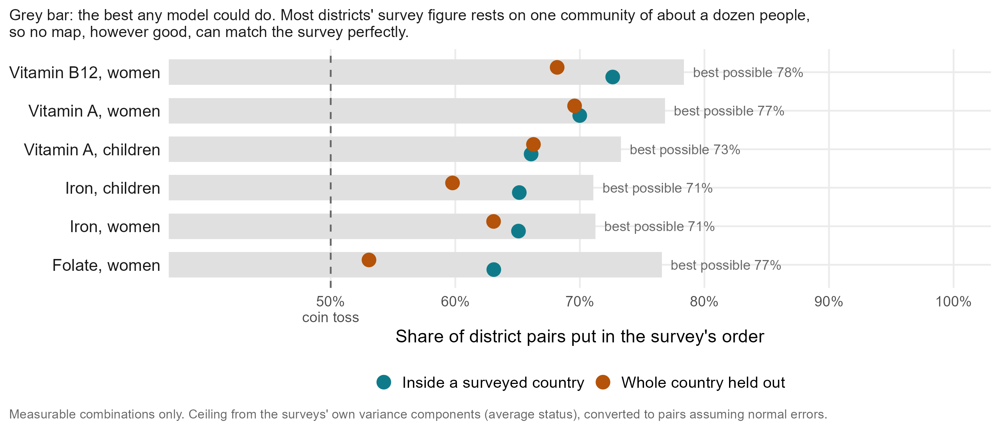 Grey bar: the best any model could do. Most districts' survey figure rests on one community of about a dozen people,
so no map, however good, can match the survey perfectly.
Vitamin B12, women
best possible 78%
Vitamin A, women
best possible 77%
Vitamin A, children
best possible 73%
Iron, children
best possible 71%
Iron, women
best possible 71%
Folate, women
best possible 77%
50% 60% 70% 80% 90% 100%
coin toss
Share of district pairs put in the survey's order
Inside a surveyed country Whole country held out
Measurable combinations only. Ceiling from the surveys' own variance components (average status), converted to pairs assuming normal errors.